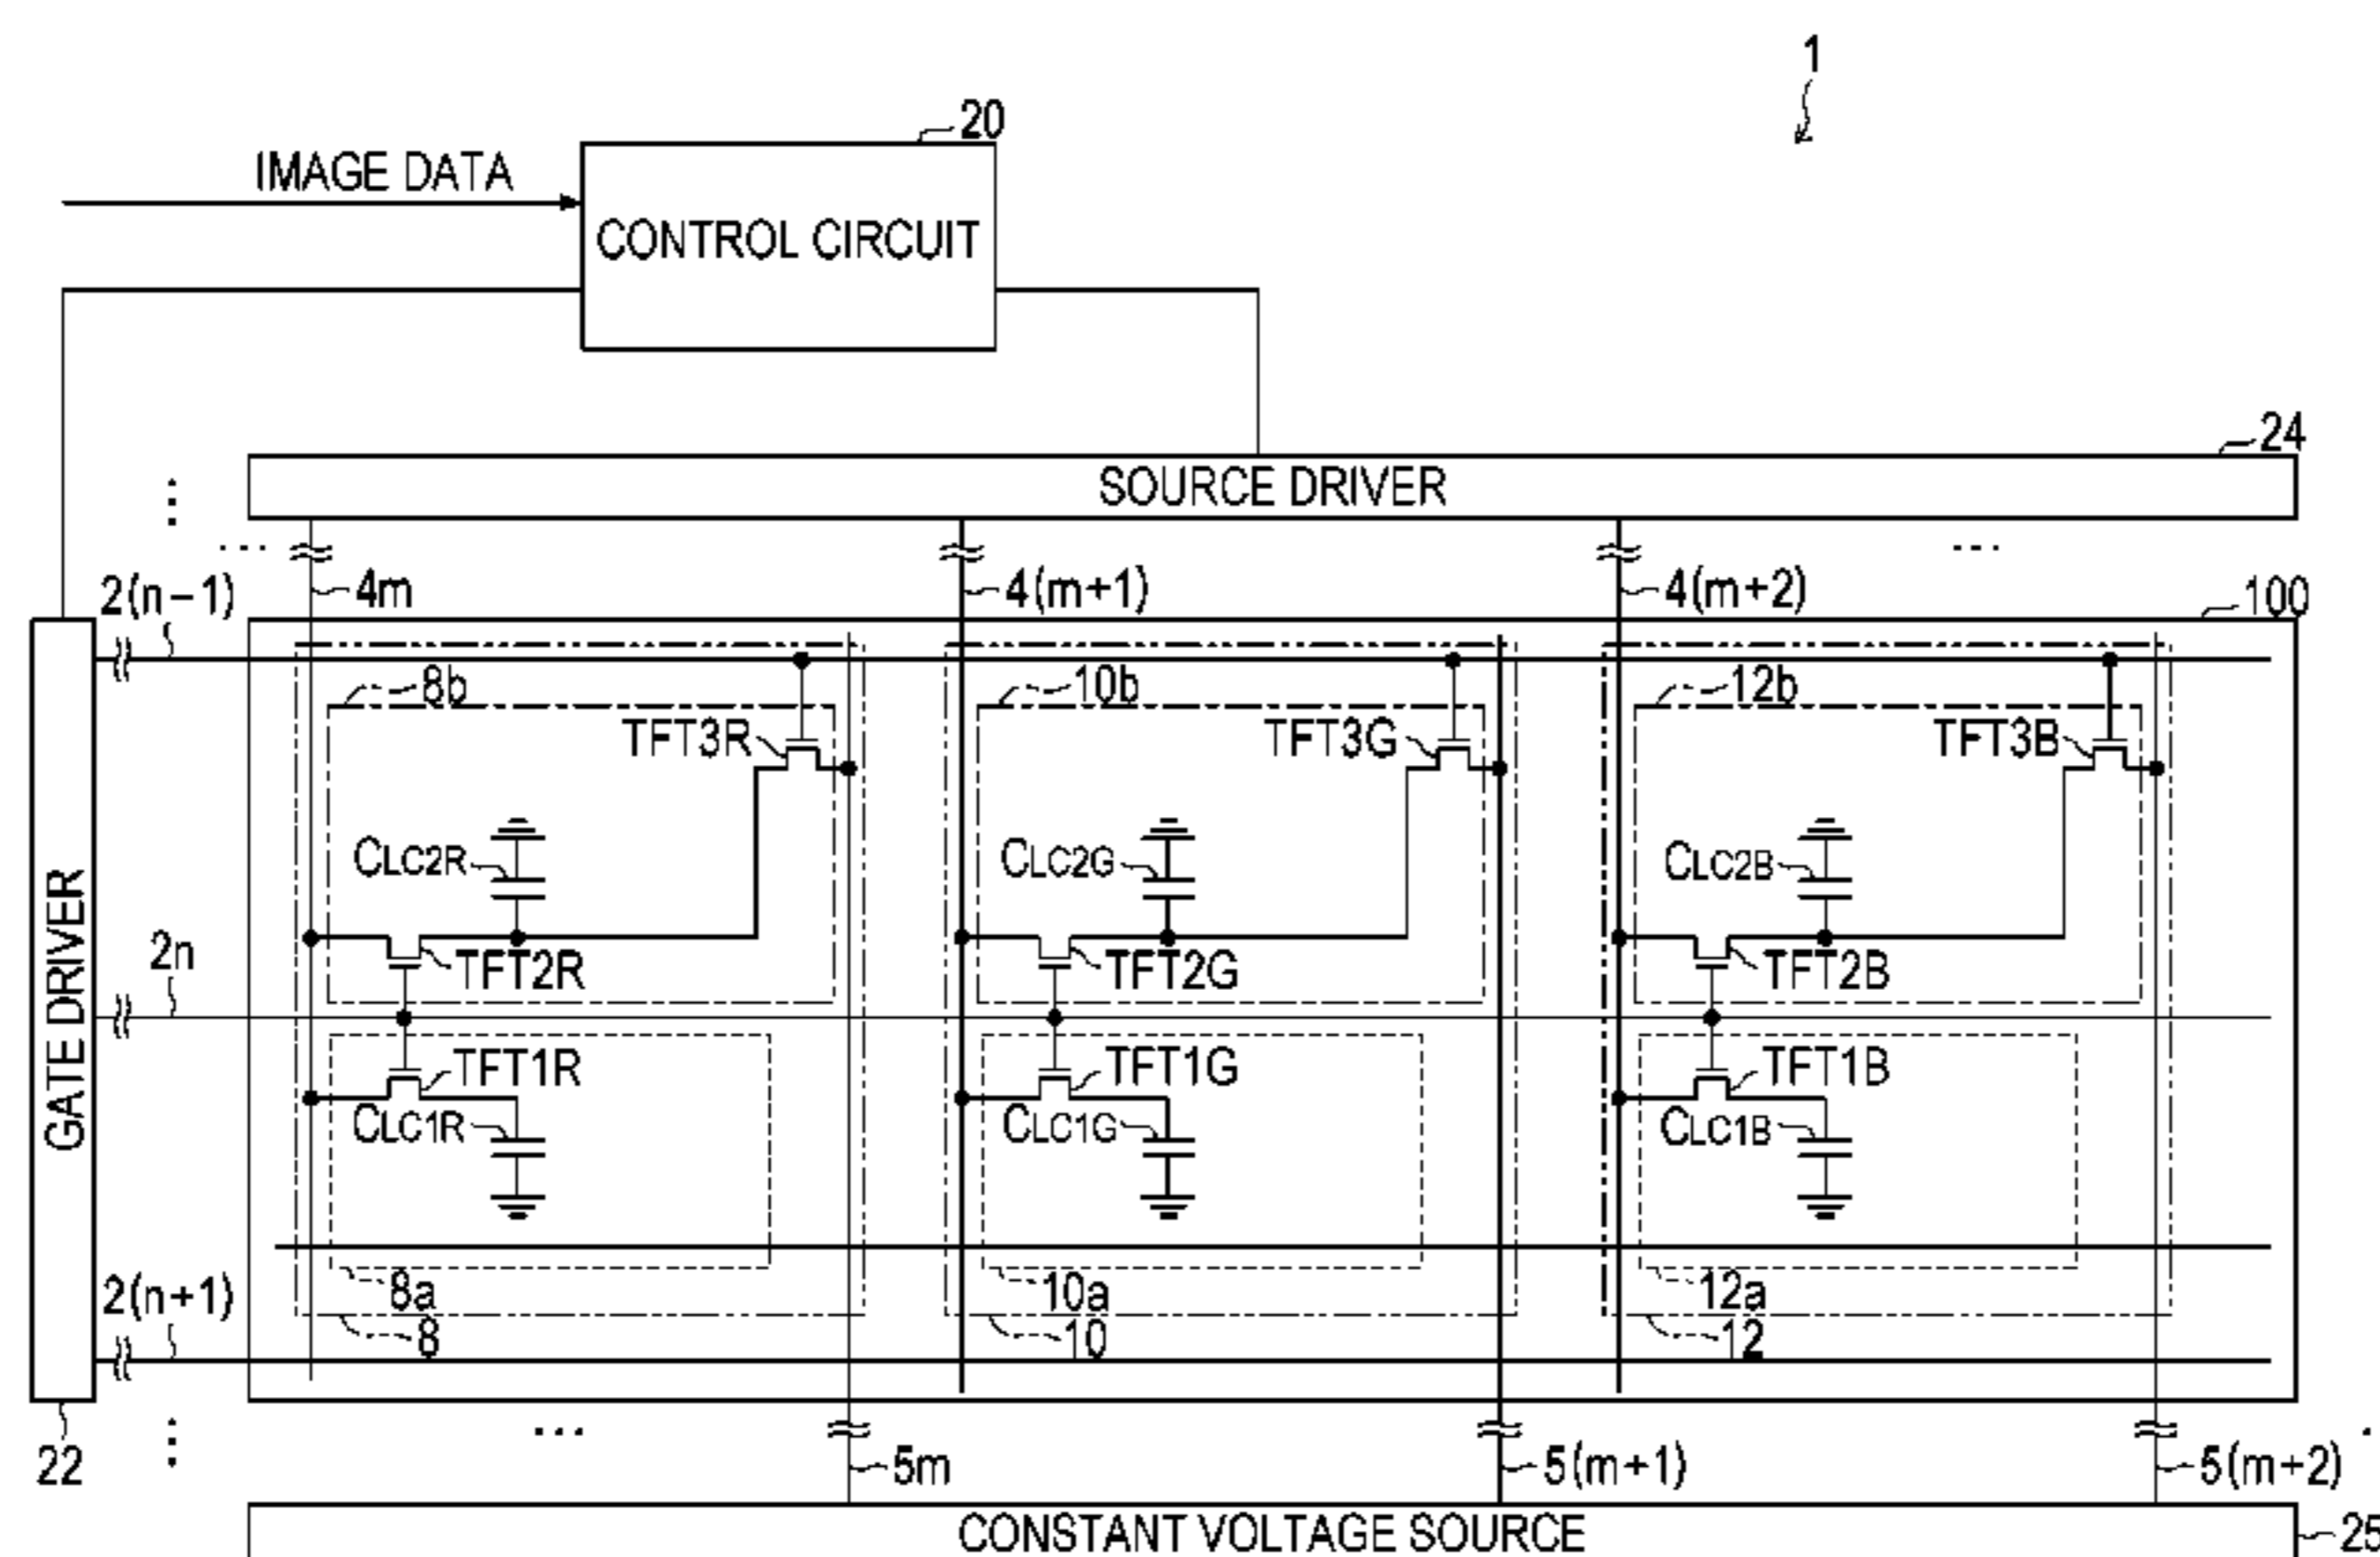 1
20
IMAGE DATA
CONTROL CIRCUIT
24
SOURCE DRIVER
2(n−1)
4m
4(m+1)
4(m+2)
100
8b
10b
12b
TFT3R
TFT3G
TFT3B
CLC2R
CLC2G
CLC2B
GATE DRIVER
2n
TFT2R
TFT2G
TFT2B
TFT1R
TFT1G
TFT1B
CLC1R
CLC1G
CLC1B
2(n+1)
8a
10a
12a
8
10
12
22
5m
5(m+1)
5(m+2)
CONSTANT VOLTAGE SOURCE
25